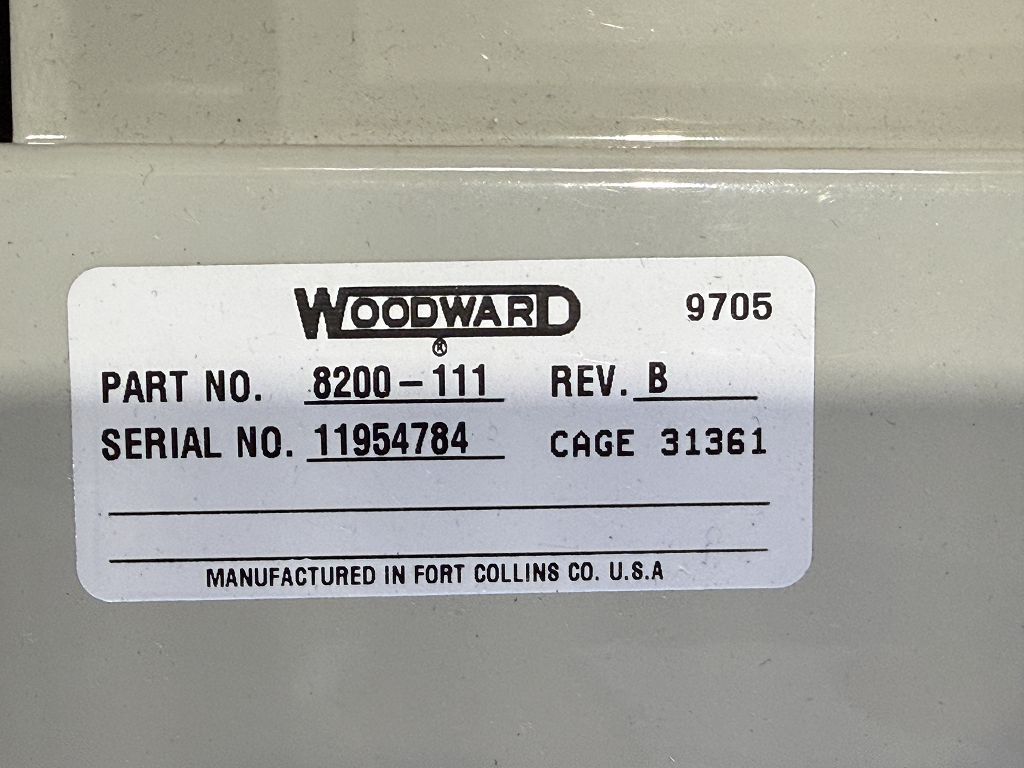 WOODWARD 9705
®
PART NO. 8200-111 REV. B
SERIAL NO. 11954784 CAGE 31361
MANUFACTURED IN FORT COLLINS CO. U.S.A